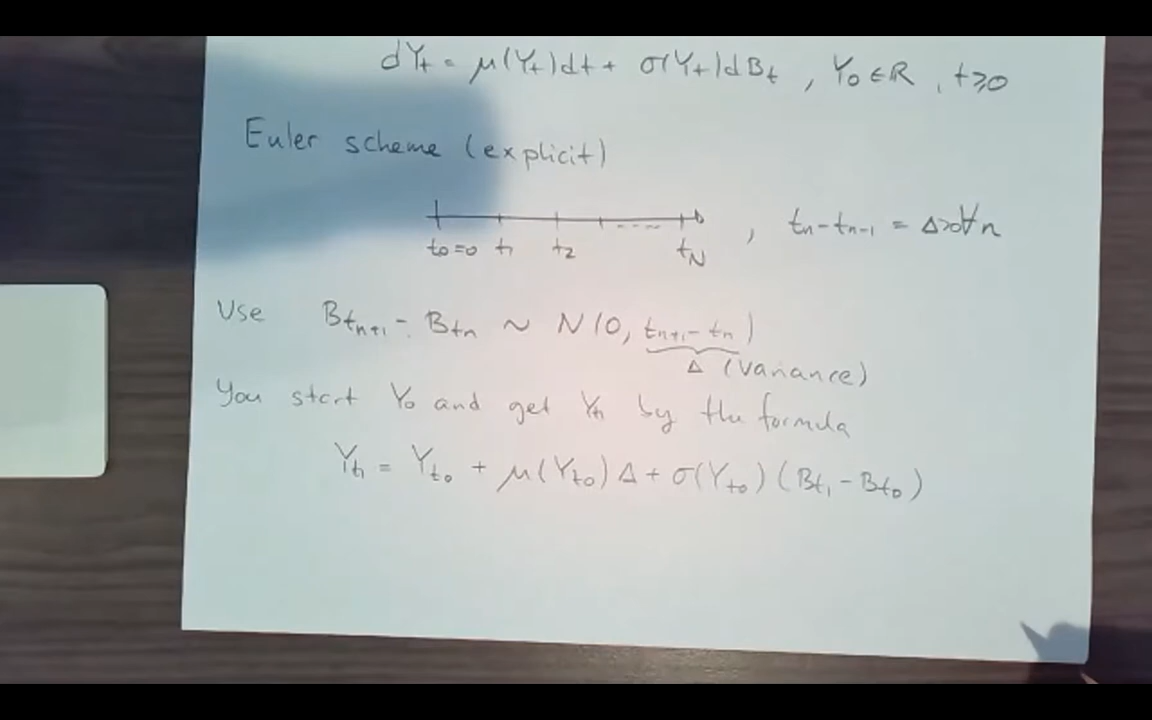 dYt = μ(Yt)dt + σ(Yt)dBt , Y0 ∈ R , t≥0
Euler scheme (explicit)
t0=0 t1 t2 ---- tN , tn - tn-1 = Δ>0 ∀n
Use Btn+1 - Btn ~ N(0, tn+1 - tn)
Δ (variance)
You start Y0 and get Yt1 by the formula
Yt1 = Yt0 + μ(Yt0) Δ + σ(Yt0) (Bt1 - Bt0)